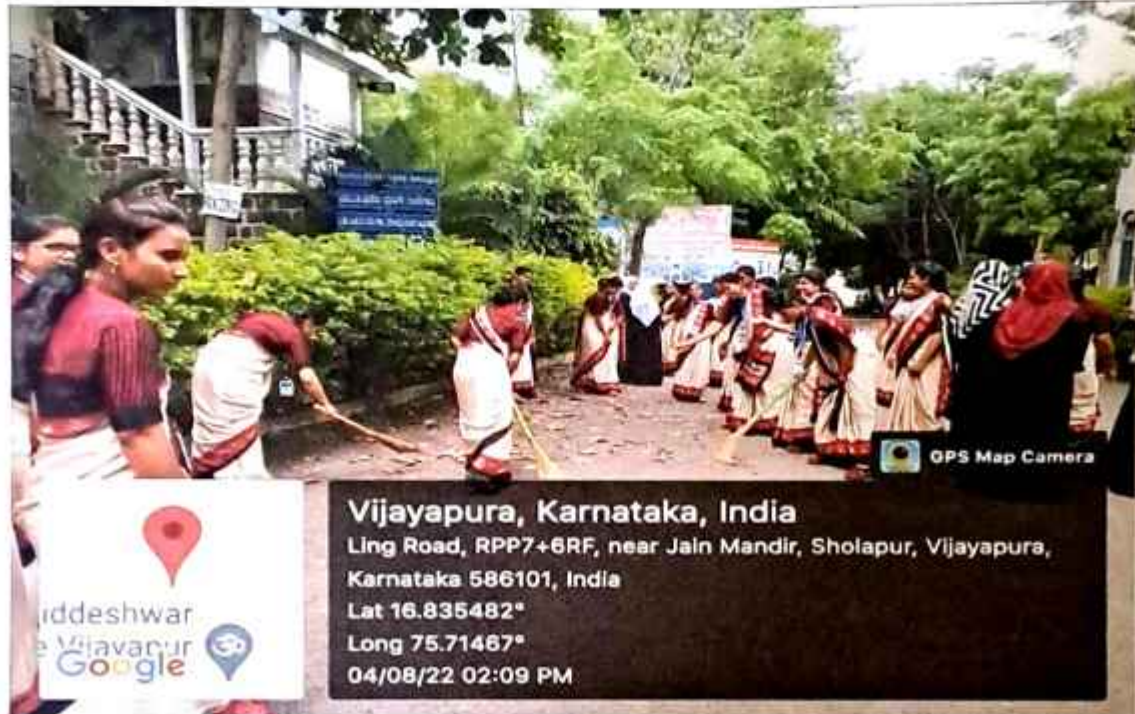 GPS Map Camera
Vijayapura, Karnataka, India
Ling Road, RPP7+6RF, near Jain Mandir, Sholapur, Vijayapura,
Karnataka 586101, India
Lat 16.835482°
Long 75.71467°
04/08/22 02:09 PM
iddeshwar
e Vijayapur
Google